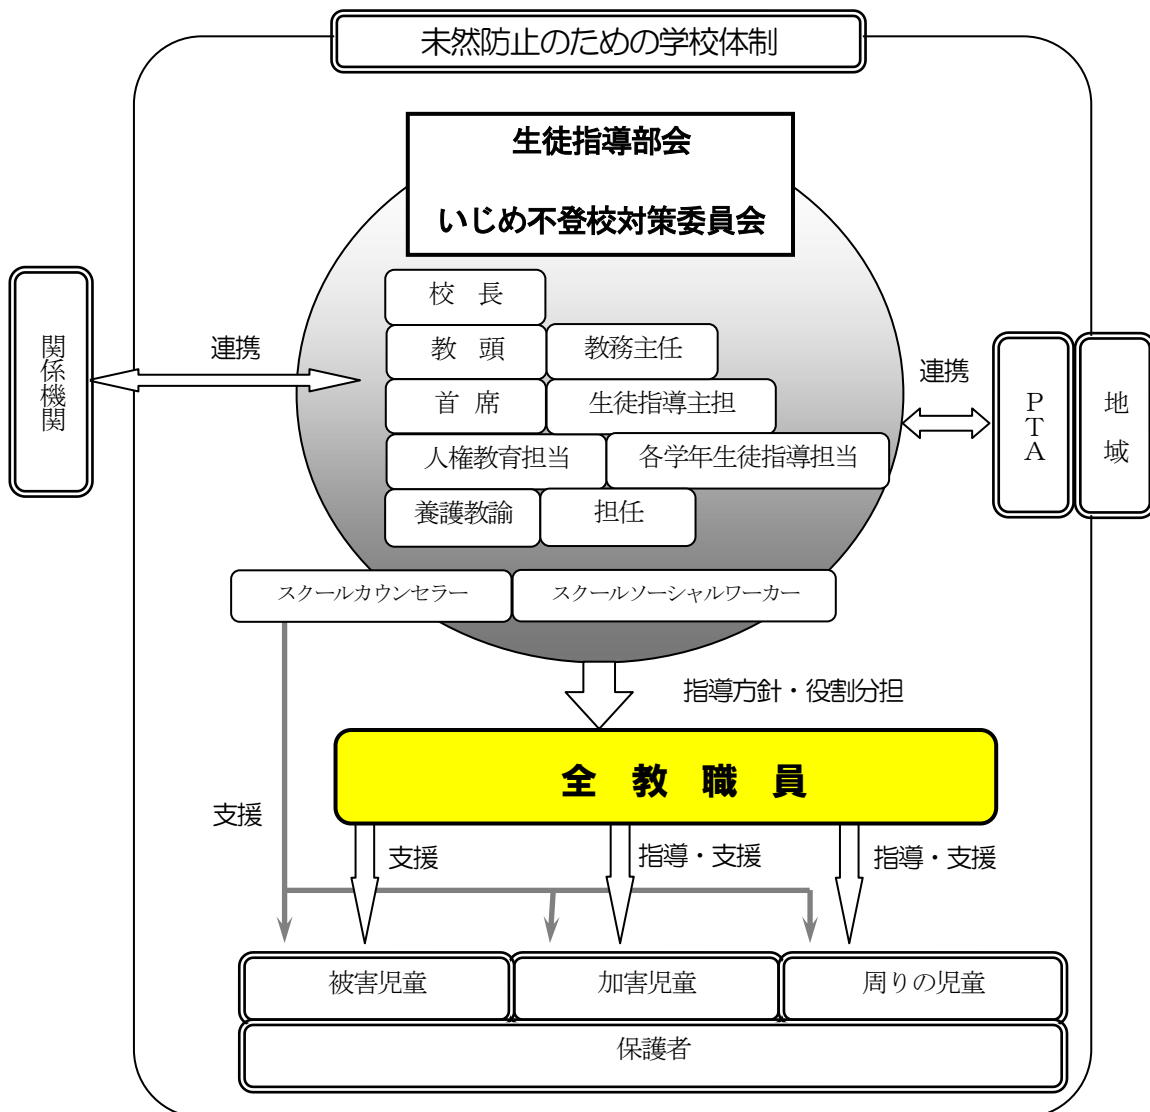 未然防止のための学校体制
生徒指導部会
いじめ不登校対策委員会
校　長
教　頭
教務主任
首 席
生徒指導主担
人権教育担当
各学年生徒指導担当
養護教諭
担任
スクールカウンセラー
スクールソーシャルワーカー
関係機関
連携
連携
ＰＴＡ
地　域
指導方針・役割分担
全　教　職　員
支援
支援
指導・支援
指導・支援
被害児童
加害児童
周りの児童
保護者